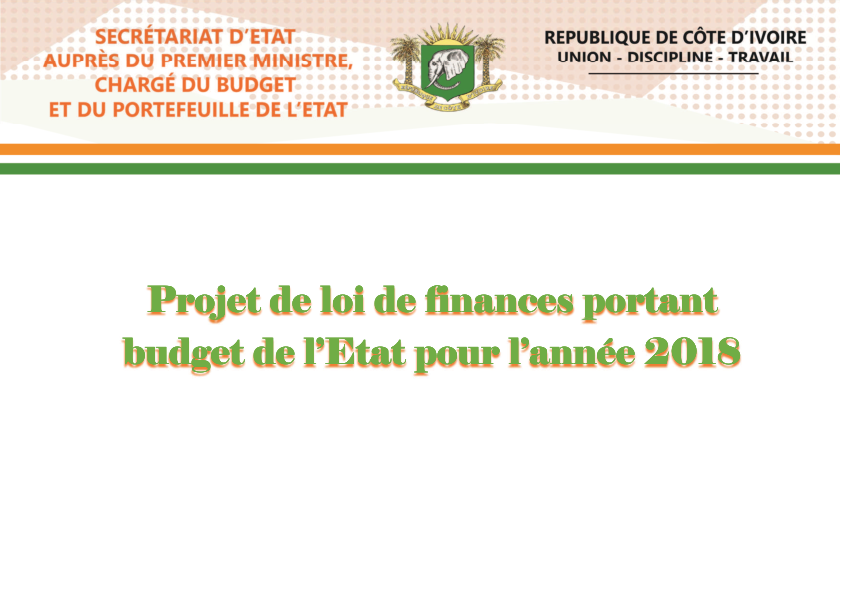 SECRÉTARIAT D'ETAT
AUPRÈS DU PREMIER MINISTRE,
CHARGÉ DU BUDGET
ET DU PORTEFEUILLE DE L'ETAT
REPUBLIQUE DE CÔTE D'IVOIRE
UNION - DISCIPLINE - TRAVAIL
Projet de loi de finances portant
budget de l'Etat pour l'année 2018